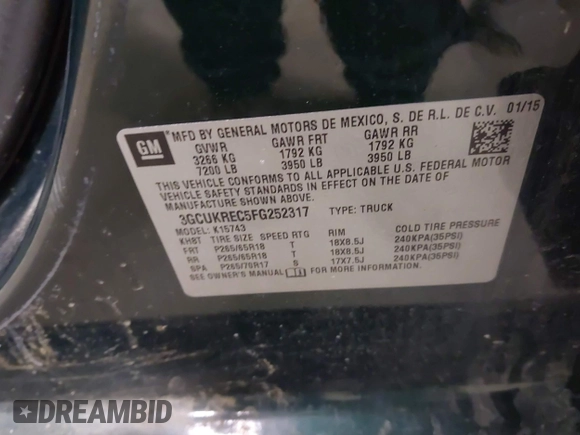 GM
MFD BY GENERAL MOTORS DE MEXICO, S. DE R.L. DE C.V. 01/15
GVWR GAWR FRT GAWR RR
3266 KG 1792 KG 1792 KG
7200 LB 3950 LB 3950 LB
THIS VEHICLE CONFORMS TO ALL APPLICABLE U.S. FEDERAL MOTOR
VEHICLE SAFETY STANDARDS IN EFFECT ON THE DATE OF
MANUFACTURE SHOWN ABOVE.
3GCUKREC5FG252317 TYPE: TRUCK
MODEL: K15743
KH8T TIRE SIZE SPEED RTG RIM COLD TIRE PRESSURE
FRT P265/65R18 T 18X8.5J 240KPA(35PSI)
RR P265/65R18 T 18X8.5J 240KPA(35PSI)
SPA P265/70R17 S 17X7.5J 240KPA(35PSI)
SEE OWNER'S MANUAL FOR MORE INFORMATION.
DREAMBID